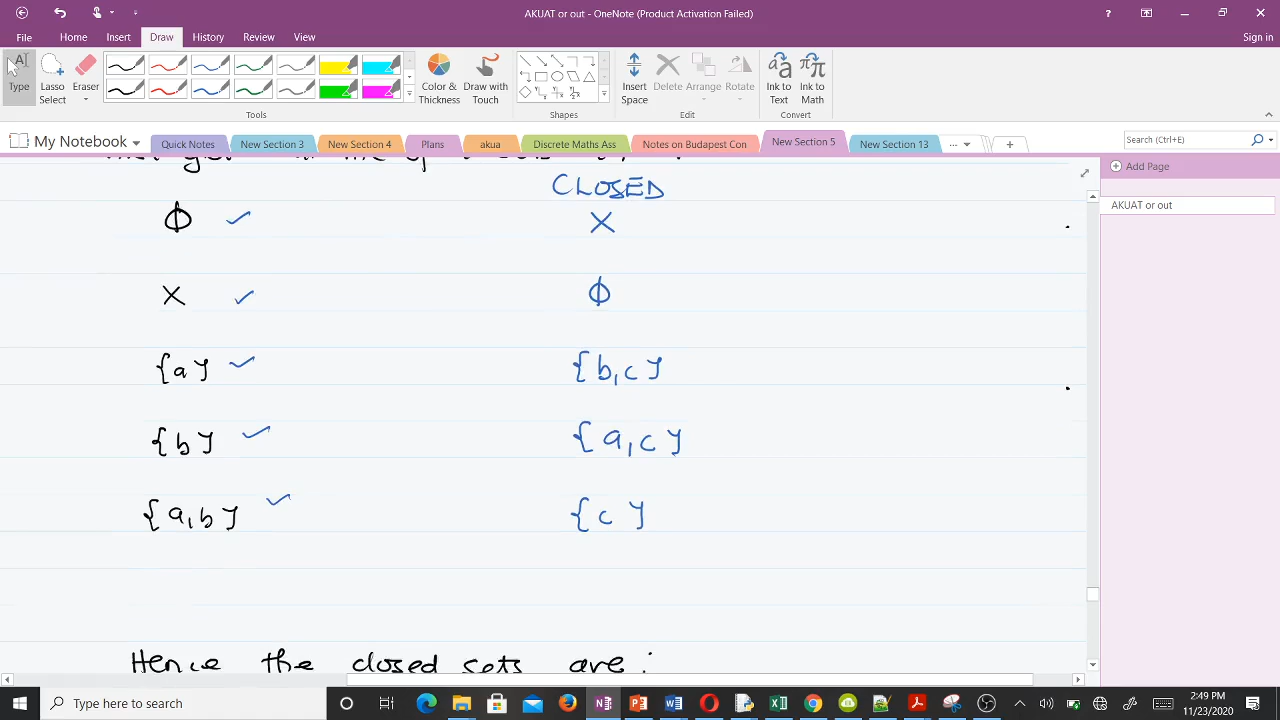 AKUAT or out - OneNote (Product Activation Failed)
File Home Insert Draw History Review View Sign in
Type Lasso Select Eraser Color & Thickness Draw with Touch Insert Space Delete Arrange Rotate Ink to Text Ink to Math
Tools Shapes Edit Convert
My Notebook Quick Notes New Section 3 New Section 4 Plans akua Discrete Maths Ass Notes on Budapest Con New Section 5 New Section 13 ... Search (Ctrl+E)
Add Page
AKUAT or out
CLOSED
Φ ✓ X
X ✓ Φ
{a} ✓ {b,c}
{b} ✓ {a,c}
{a,b} ✓ {c}
Hence the closed sets are:
Type here to search
2:49 PM
11/23/2020